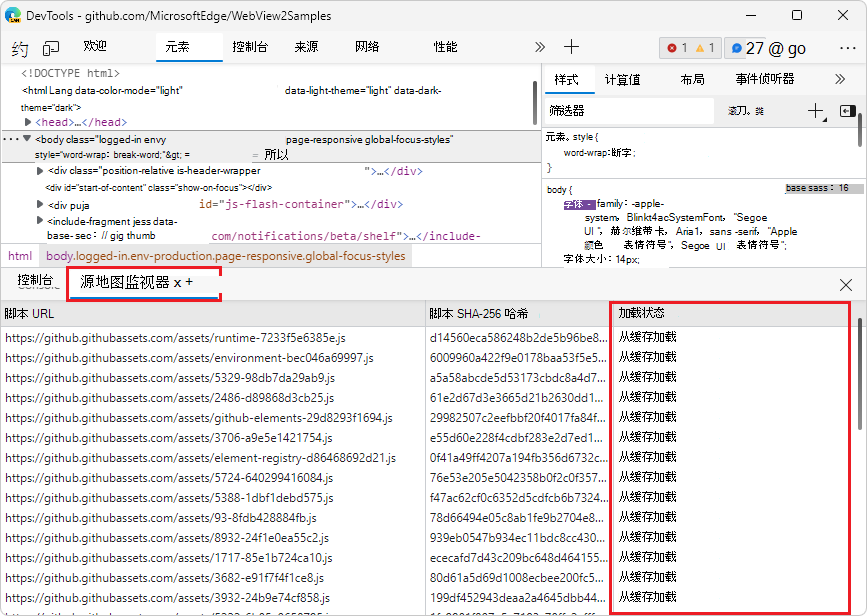 DevTools - github.com/MicrosoftEdge/WebView2Samples
约 欢迎 元素 控制台 来源 网络 性能 1 1 27 @ go
<!DOCTYPE html>
<html Lang data-color-mode="light" data-light-theme="light" data-dark-
theme="dark">
<head>…</head>
<body class="logged-in envy page-responsive global-focus-styles"
style="word-wrap: break-word;"&gt; = = 所以
<div class="position-relative is-header-wrapper ">…</div>
<div id="start-of-content" class="show-on-focus"></div>
<div puja id="js-flash-container">…</div>
<include-fragment jess data-
base- sec：// gig thumb com/notifications/beta/shelf">…</include-
html body.logged-in.env-production.page-responsive.global-focus-styles
样式 计算值 布局 事件侦听器
筛选器 滚刀。类
元素。style {
word-wrap:断字；
}
body { base sass：16
字体 - family：-apple-
system，Blinkt4acSystemFont，"Segoe
UI "，赫尔维蒂卡，Aria1，sans -serif，"Apple
颜色 表情符号"，Segoe UI 表情符号"；
字体大小：14px；
控制台 源地图监视器 x +
脚本 URL 脚本 SHA-256 哈希 加载状态
https://github.githubassets.com/assets/runtime-7233f5e6385e.js d14560eca586248b2de5b96be8... 从缓存加载
https://github.githubassets.com/assets/environment-bec046a69997.js 6009960a422f9e0178baa53f5e5... 从缓存加载
https://github.githubassets.com/assets/5329-98db7da29ab9.js a5a58abcde5d53173cbdc8a4d7... 从缓存加载
https://github.githubassets.com/assets/2486-d89868d3cb25.js 61e2d67d3e3665d21b2630dd1... 从缓存加载
https://github.githubassets.com/assets/github-elements-29d8293f1694.js 29982507c2eefbbf20f4017fa84f... 从缓存加载
https://github.githubassets.com/assets/3706-a9e5e1421754.js e55d60e228f4cdbf283e2d7ed1... 从缓存加载
https://github.githubassets.com/assets/element-registry-d86468692d21.js 0f41a49ff4207a194fb356d6732c... 从缓存加载
https://github.githubassets.com/assets/5724-640299416084.js 76e53e205e5042358b0f2c0f357... 从缓存加载
https://github.githubassets.com/assets/5388-1dbf1debd575.js f47ac62cf0c6352d5cdfcb6b7324... 从缓存加载
https://github.githubassets.com/assets/93-8fdb428884fb.js 78d66494e05c8ab1fe9b2704e8... 从缓存加载
https://github.githubassets.com/assets/8932-24f1e0ea55c2.js 939eb0547b934ec11bdc8cc430... 从缓存加载
https://github.githubassets.com/assets/1717-85e1b724ca10.js ececafd7d43c209bc648d464155... 从缓存加载
https://github.githubassets.com/assets/3682-e91f7f4f1ce8.js 80d61a5d69d1008ecbee200fc5... 从缓存加载
https://github.githubassets.com/assets/3932-24b9e74cf858.js 199df452943deaa2a4645dbb44... 从缓存加载